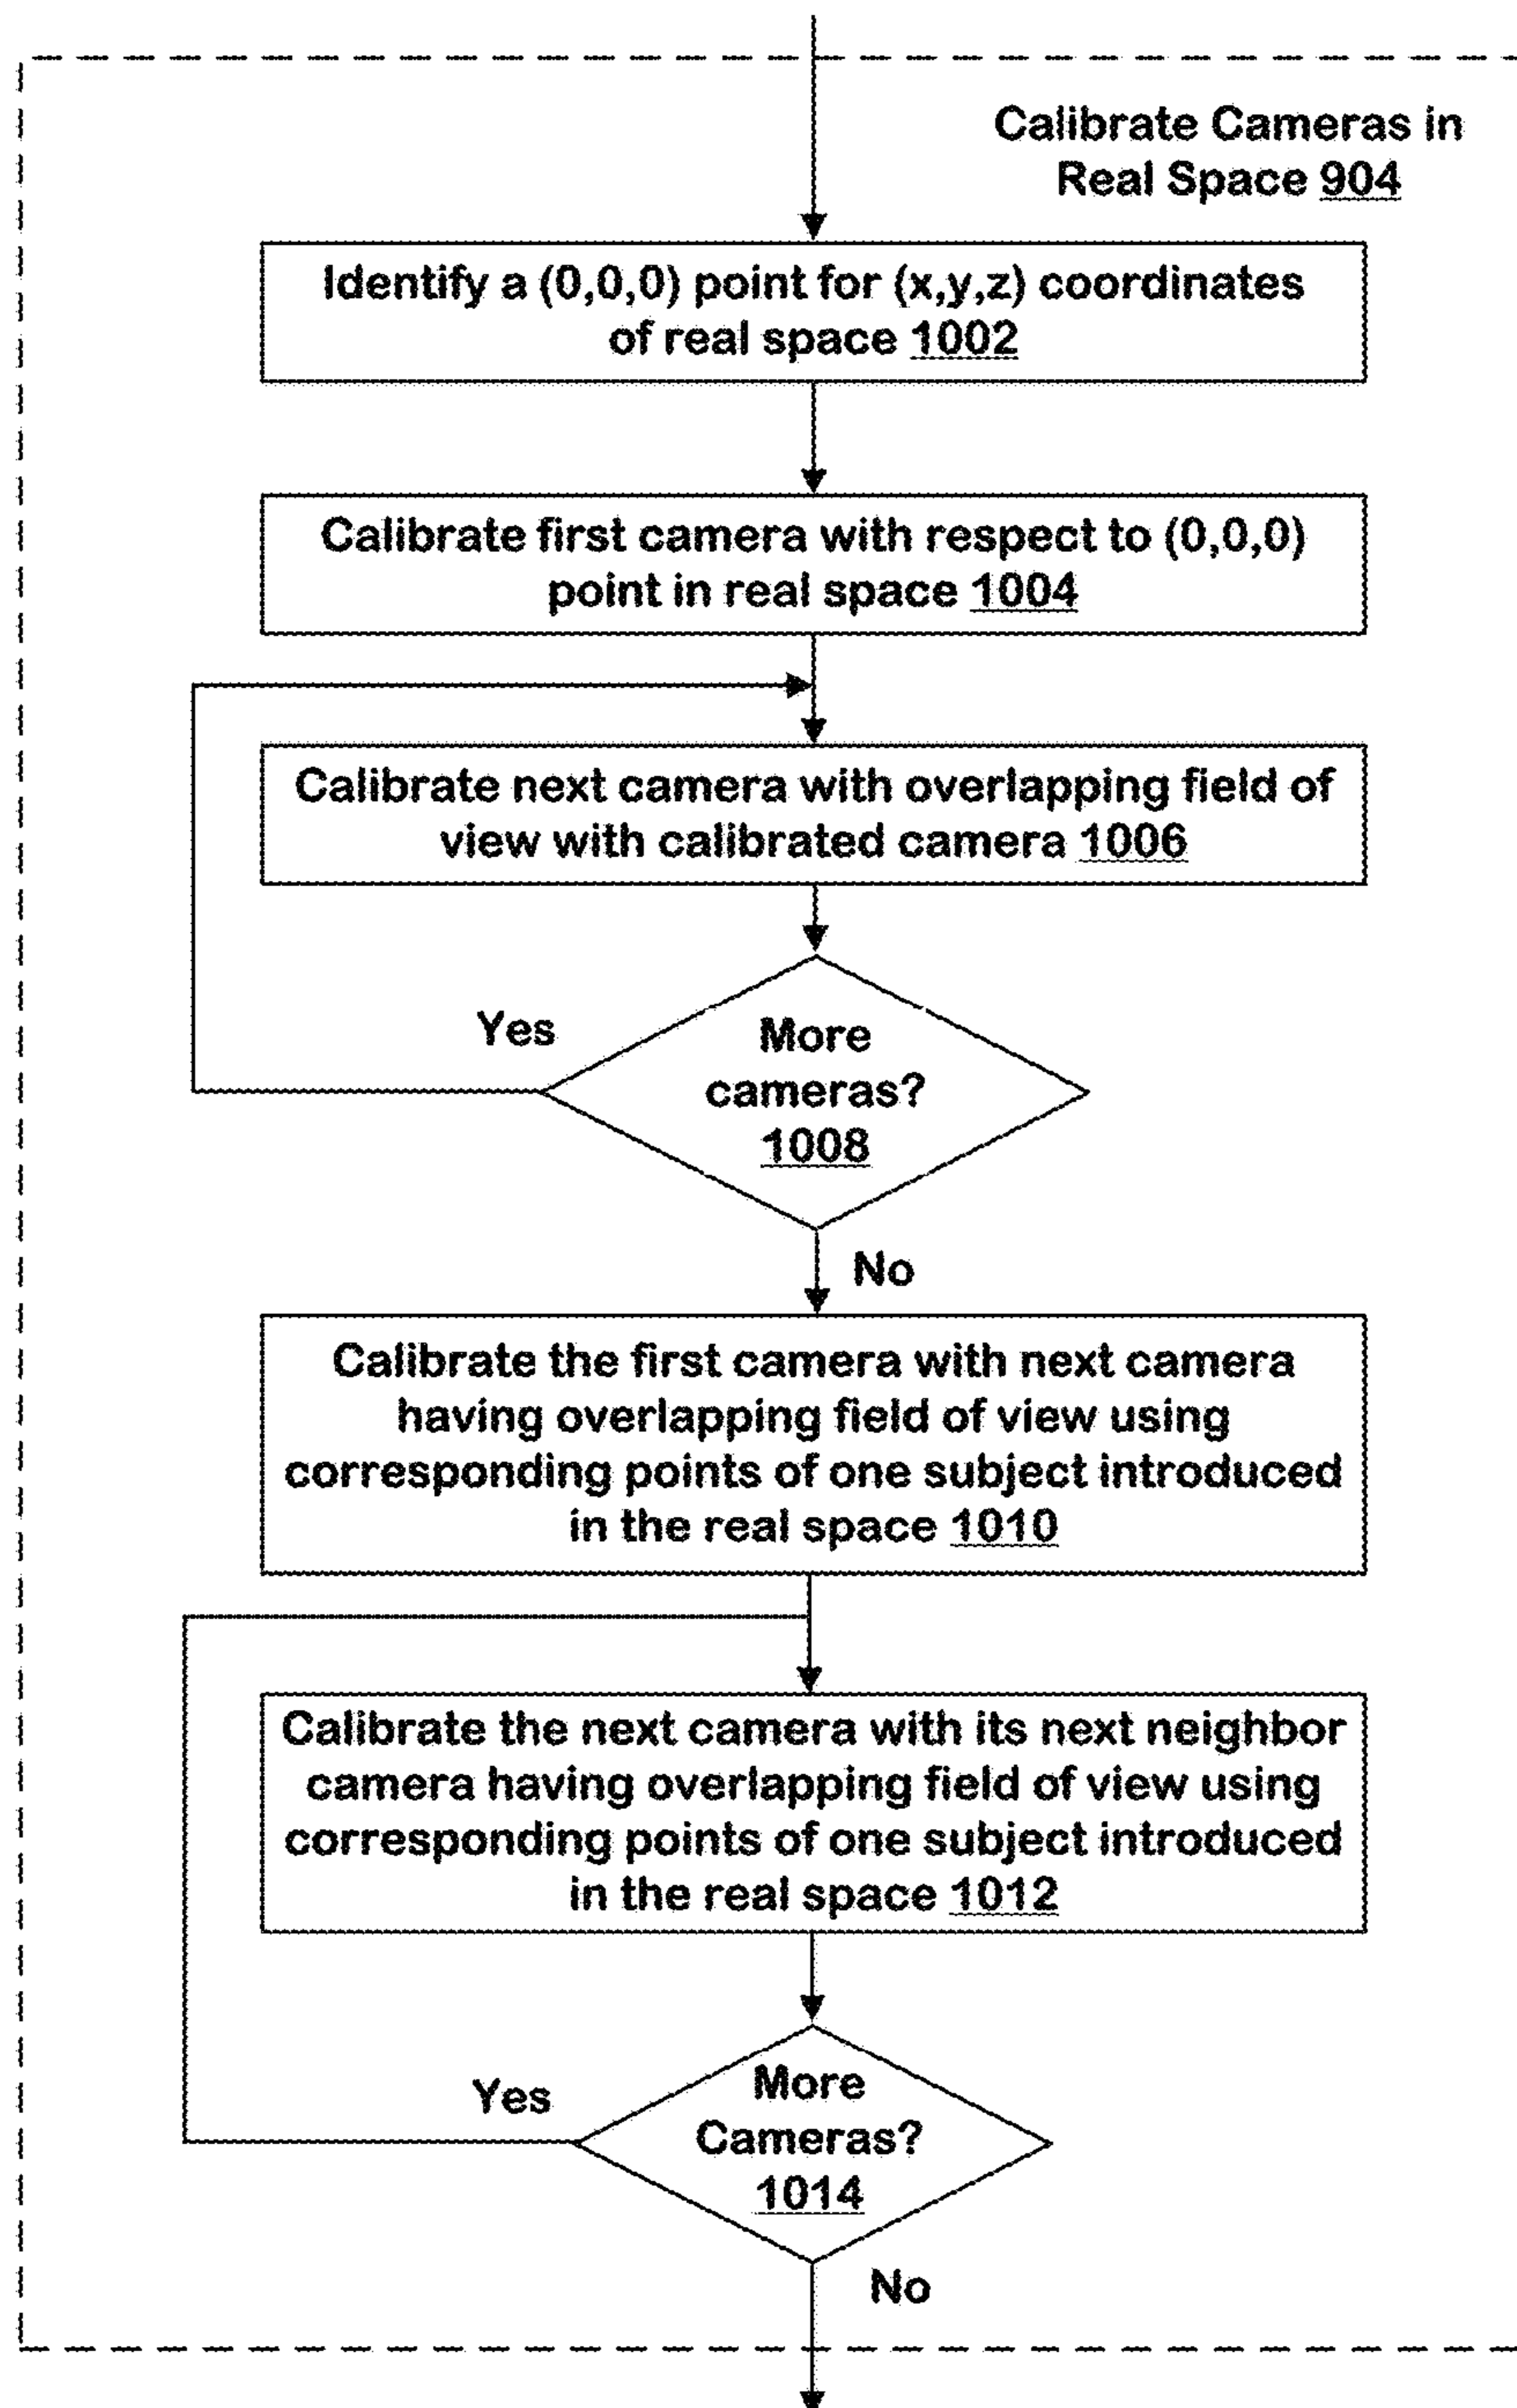 Calibrate Cameras in
Real Space 904
Identify a (0,0,0) point for (x,y,z) coordinates
of real space 1002
Calibrate first camera with respect to (0,0,0)
point in real space 1004
Calibrate next camera with overlapping field of
view with calibrated camera 1006
Yes
More
cameras?
1008
No
Calibrate the first camera with next camera
having overlapping field of view using
corresponding points of one subject introduced
in the real space 1010
Calibrate the next camera with its next neighbor
camera having overlapping field of view using
corresponding points of one subject introduced
in the real space 1012
Yes
More
Cameras?
1014
No